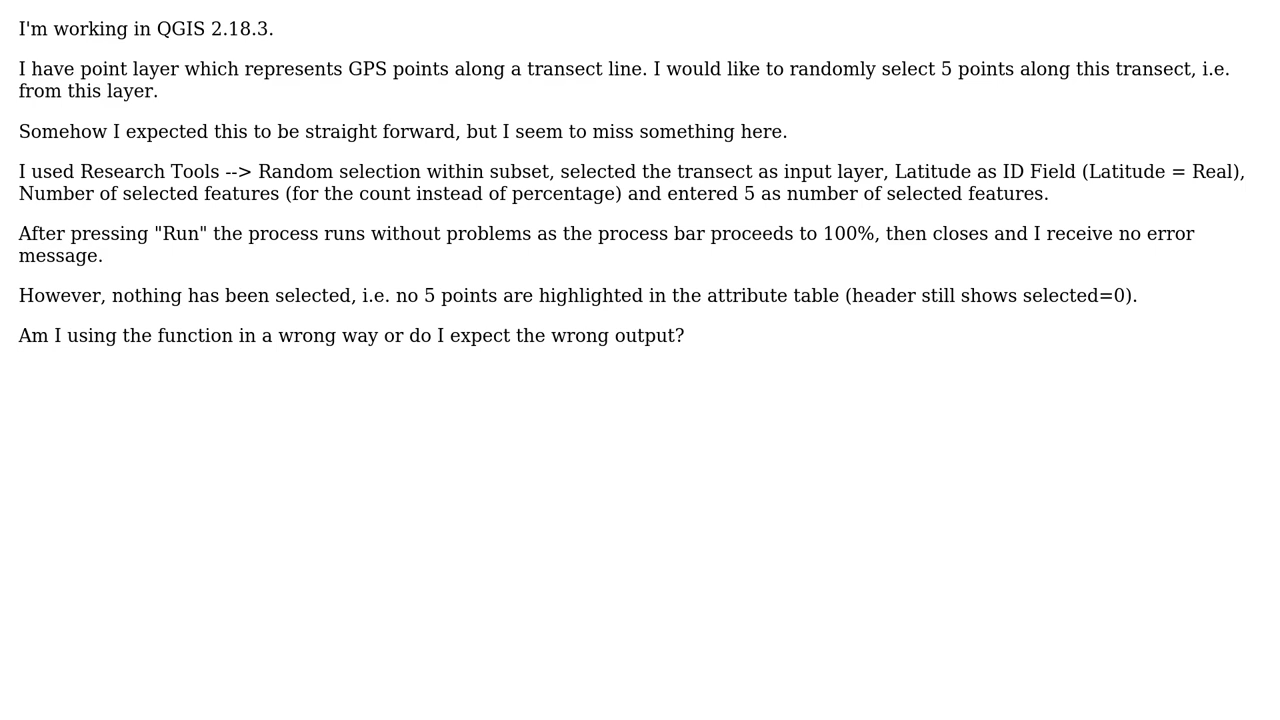 I'm working in QGIS 2.18.3.
I have point layer which represents GPS points along a transect line. I would like to randomly select 5 points along this transect, i.e.
from this layer.
Somehow I expected this to be straight forward, but I seem to miss something here.
I used Research Tools --> Random selection within subset, selected the transect as input layer, Latitude as ID Field (Latitude = Real),
Number of selected features (for the count instead of percentage) and entered 5 as number of selected features.
After pressing "Run" the process runs without problems as the process bar proceeds to 100%, then closes and I receive no error
message.
However, nothing has been selected, i.e. no 5 points are highlighted in the attribute table (header still shows selected=0).
Am I using the function in a wrong way or do I expect the wrong output?